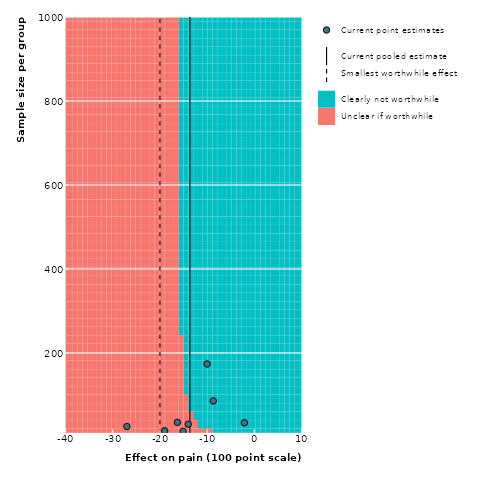 1000
800
600
400
200
Sample size per group
-40
-30
-20
-10
0
10
Effect on pain (100 point scale)
Current point estimates
Current pooled estimate
Smallest worthwhile effect
Clearly not worthwhile
Unclear if worthwhile